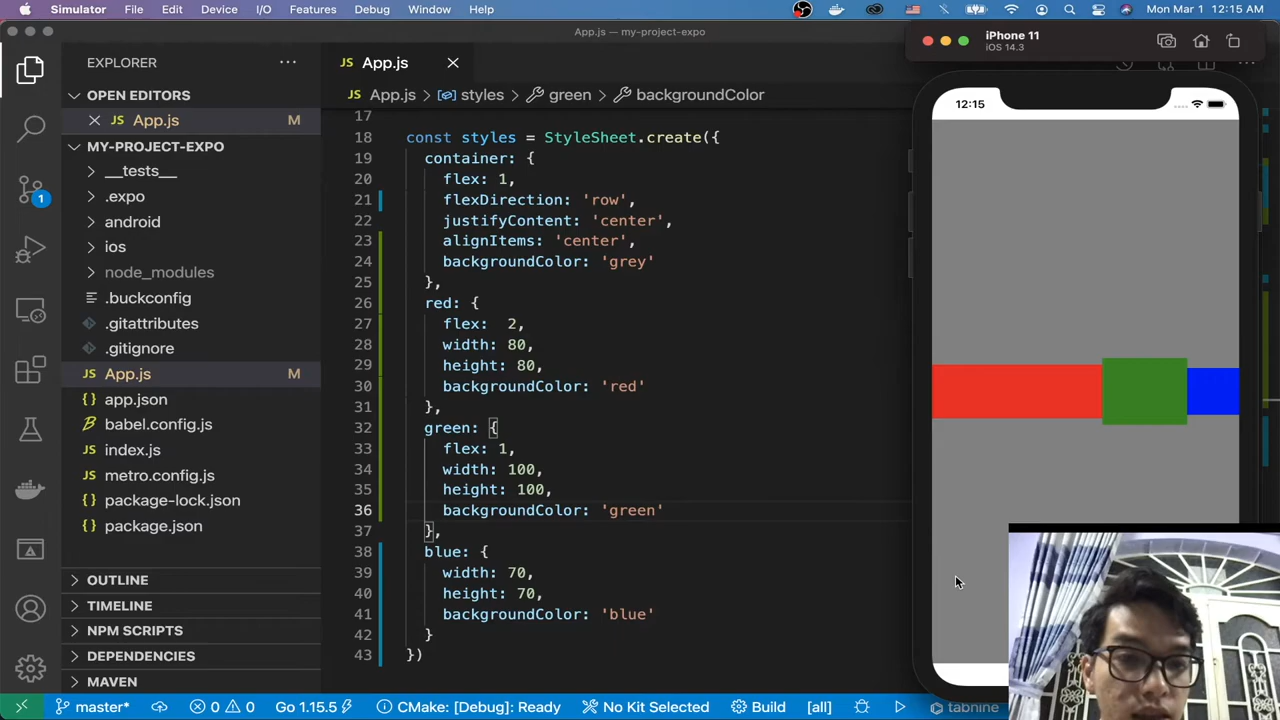 Simulator File Edit Device I/O Features Debug Window Help Mon Mar 1 12:15 AM
App.js — my-project-expo
iPhone 11
iOS 14.3
EXPLORER
App.js
OPEN EDITORS
JS App.js M
App.js > styles > green > backgroundColor
MY-PROJECT-EXPO
__tests__
.expo
android
ios
node_modules
.buckconfig
.gitattributes
.gitignore
JS App.js M
app.json
babel.config.js
JS index.js
JS metro.config.js
package-lock.json
package.json
OUTLINE
TIMELINE
NPM SCRIPTS
DEPENDENCIES
MAVEN
1
17
18 const styles = StyleSheet.create({
19 container: {
20 flex: 1,
21 flexDirection: 'row',
22 justifyContent: 'center',
23 alignItems: 'center',
24 backgroundColor: 'grey'
25 },
26 red: {
27 flex:  2,
28 width: 80,
29 height: 80,
30 backgroundColor: 'red'
31 },
32 green: {
33 flex: 1,
34 width: 100,
35 height: 100,
36 backgroundColor: 'green'
37 },
38 blue: {
39 width: 70,
40 height: 70,
41 backgroundColor: 'blue'
42 }
43 })
12:15
master* 0 0 Go 1.15.5 CMake: [Debug]: Ready No Kit Selected Build [all] tabnine